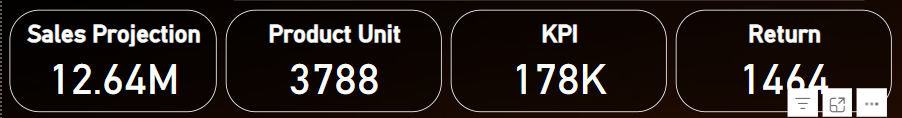 Sales Projection Product Unit KPI Return
12.64M 3788 178K 1464